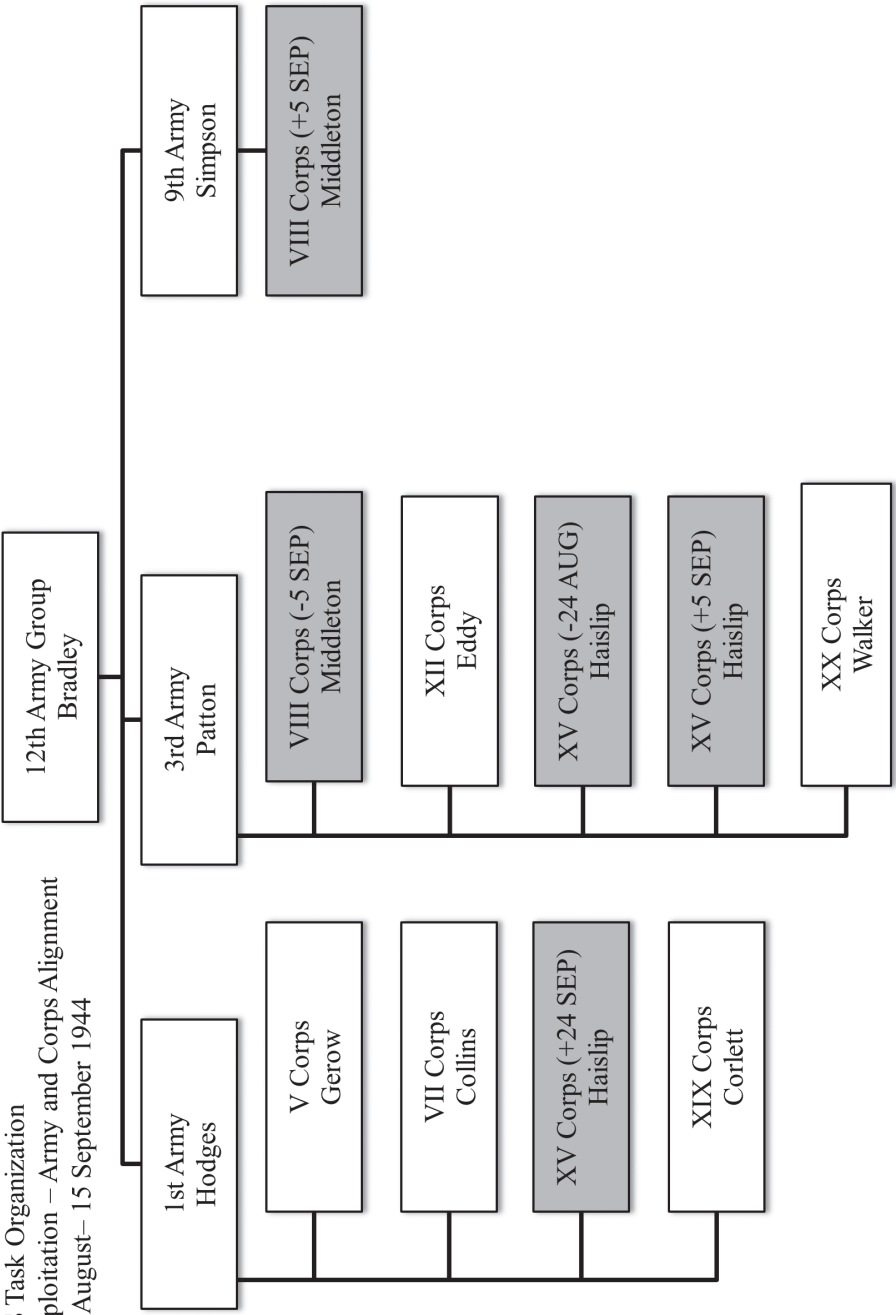 Task Organization
ploitation – Army and Corps Alignment
August– 15 September 1944
12th Army Group
Bradley
1st Army
Hodges
V Corps
Gerow
VII Corps
Collins
XV Corps (+24 SEP)
Haislip
XIX Corps
Corlett
3rd Army
Patton
VIII Corps (-5 SEP)
Middleton
XII Corps
Eddy
XV Corps (-24 AUG)
Haislip
XV Corps (+5 SEP)
Haislip
XX Corps
Walker
9th Army
Simpson
VIII Corps (+5 SEP)
Middleton